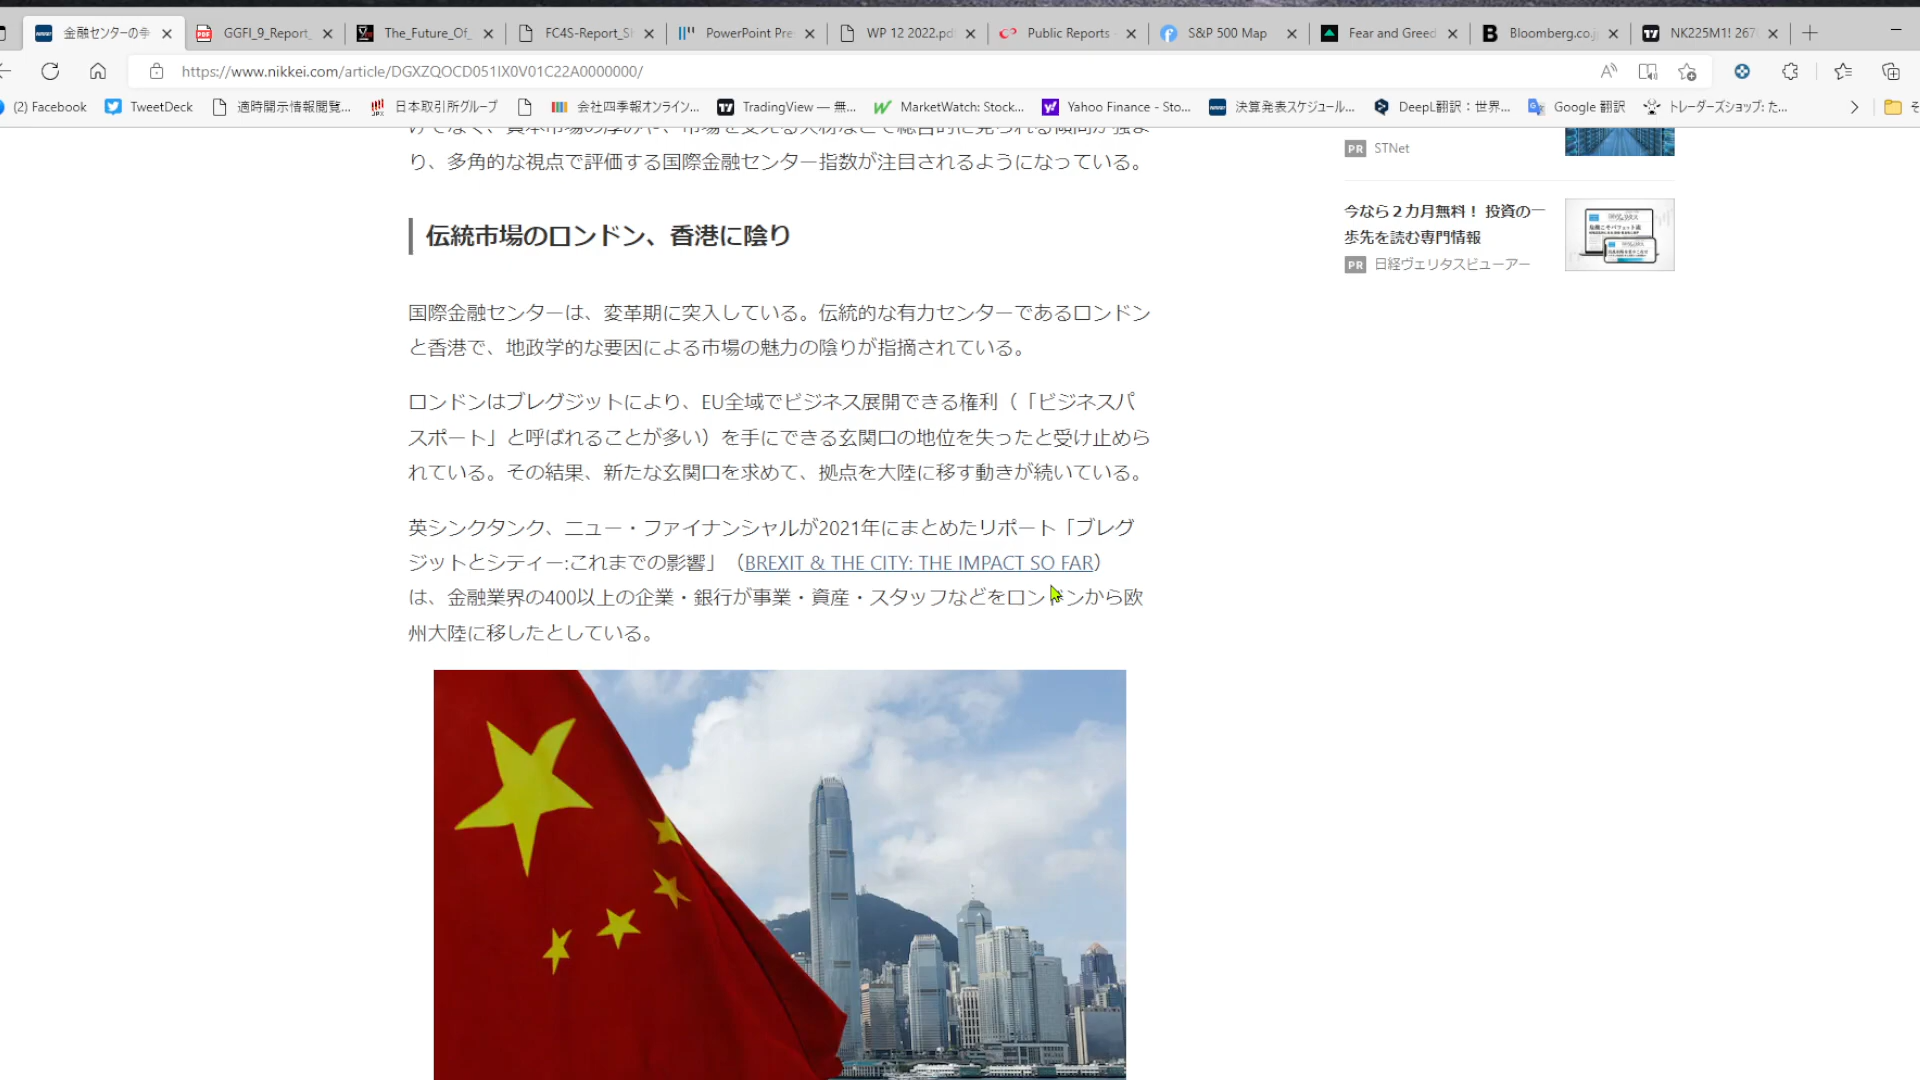 金融センターの争
GGFI_9_Report_
The_Future_Of_
FC4S-Report_S
PowerPoint Pre
WP 12 2022.pd
Public Reports
S&P 500 Map
Fear and Greed
Bloomberg.co.j
NK225M1! 267
https://www.nikkei.com/article/DGXZQOCD051IX0V01C22A0000000/
(2) Facebook
TweetDeck
適時開示情報閲覧...
日本取引所グループ
会社四季報オンライン...
TradingView — 無...
MarketWatch: Stock...
Yahoo Finance - Sto...
決算発表スケジュール...
DeepL翻訳：世界...
Google 翻訳
トレーダーズショップ: た...
り、多角的な視点で評価する国際金融センター指数が注目されるようになっている。
伝統市場のロンドン、香港に陰り
国際金融センターは、変革期に突入している。伝統的な有力センターであるロンドン
と香港で、地政学的な要因による市場の魅力の陰りが指摘されている。
ロンドンはブレグジットにより、EU全域でビジネス展開できる権利（「ビジネスパ
スポート」と呼ばれることが多い）を手にできる玄関口の地位を失ったと受け止めら
れている。その結果、新たな玄関口を求めて、拠点を大陸に移す動きが続いている。
英シンクタンク、ニュー・ファイナンシャルが2021年にまとめたリポート「ブレグ
ジットとシティー:これまでの影響」（BREXIT & THE CITY: THE IMPACT SO FAR）
は、金融業界の400以上の企業・銀行が事業・資産・スタッフなどをロンドンから欧
州大陸に移したとしている。
PR STNet
今なら２カ月無料！ 投資の一
歩先を読む専門情報
PR 日経ヴェリタスビューアー